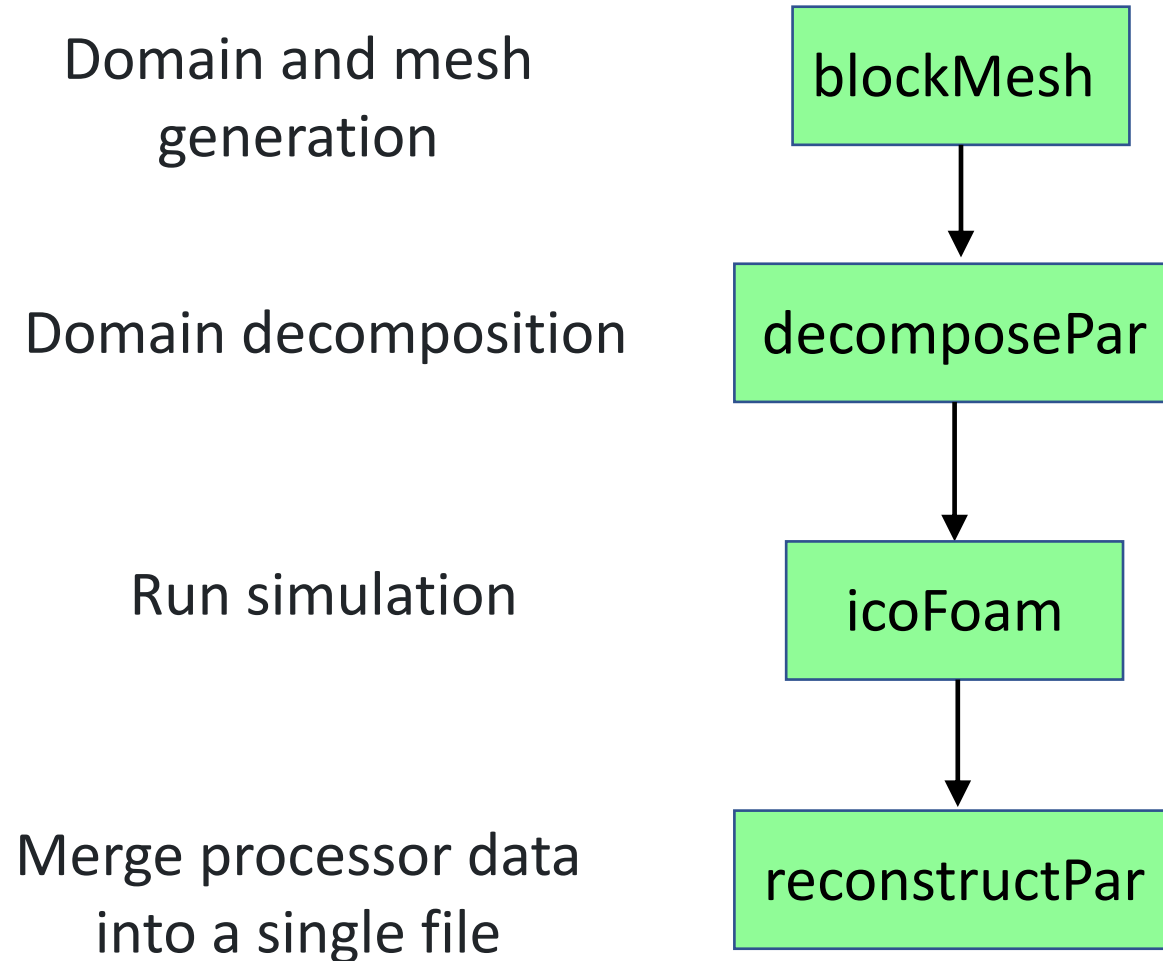 Domain and mesh
generation
blockMesh
Domain decomposition
decomposePar
Run simulation
icoFoam
Merge processor data
into a single file
reconstructPar